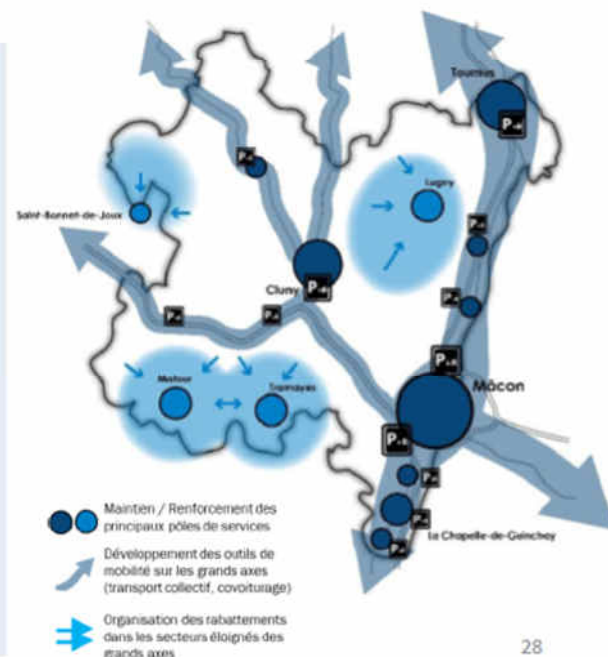 Tournus
Lugny
Saint-Bonnet-de-Joux
Cluny
Mâcon
Matour
Tramayes
La Chapelle-de-Guinchay
Maintien / Renforcement des
principaux pôles de services
Développement des outils de
mobilité sur les grands axes
(transport collectif, covoiturage)
Organisation des rabattements
dans les secteurs éloignés des
grands axes
28